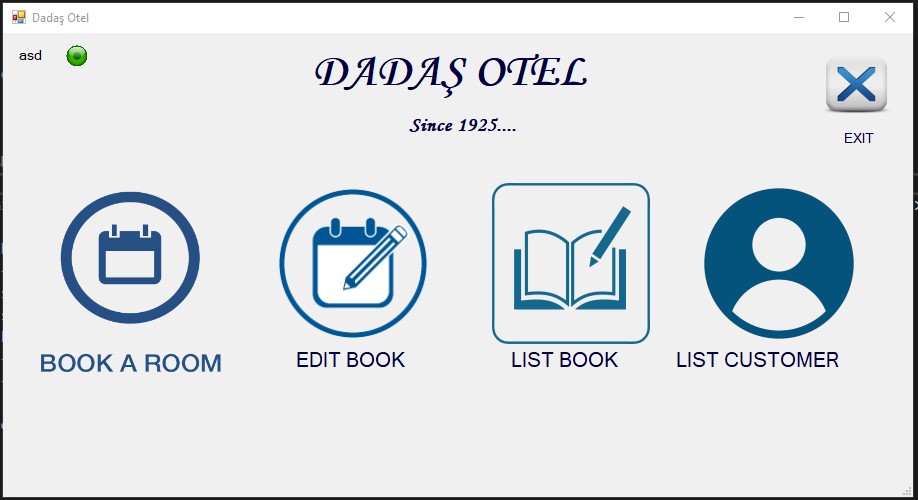 Dadaş Otel
asd
DADAŞ OTEL
Since 1925....
EXIT
BOOK A ROOM
EDIT BOOK
LIST BOOK
LIST CUSTOMER